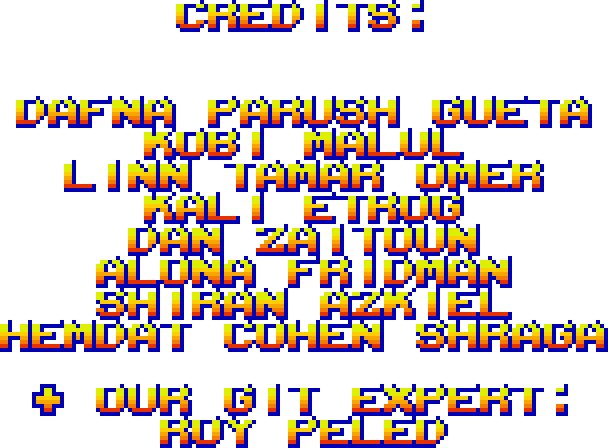 CREDITS:
DAFNA PARUSH GUETA
KOBI MALUL
LINN TAMAR OMER
KALI ETROG
DAN ZAITOUN
ALONA FRIDMAN
SHIRAN AZKIEL
HEMDAT COHEN SHRAGA
+ OUR GIT EXPERT:
ROY PELED